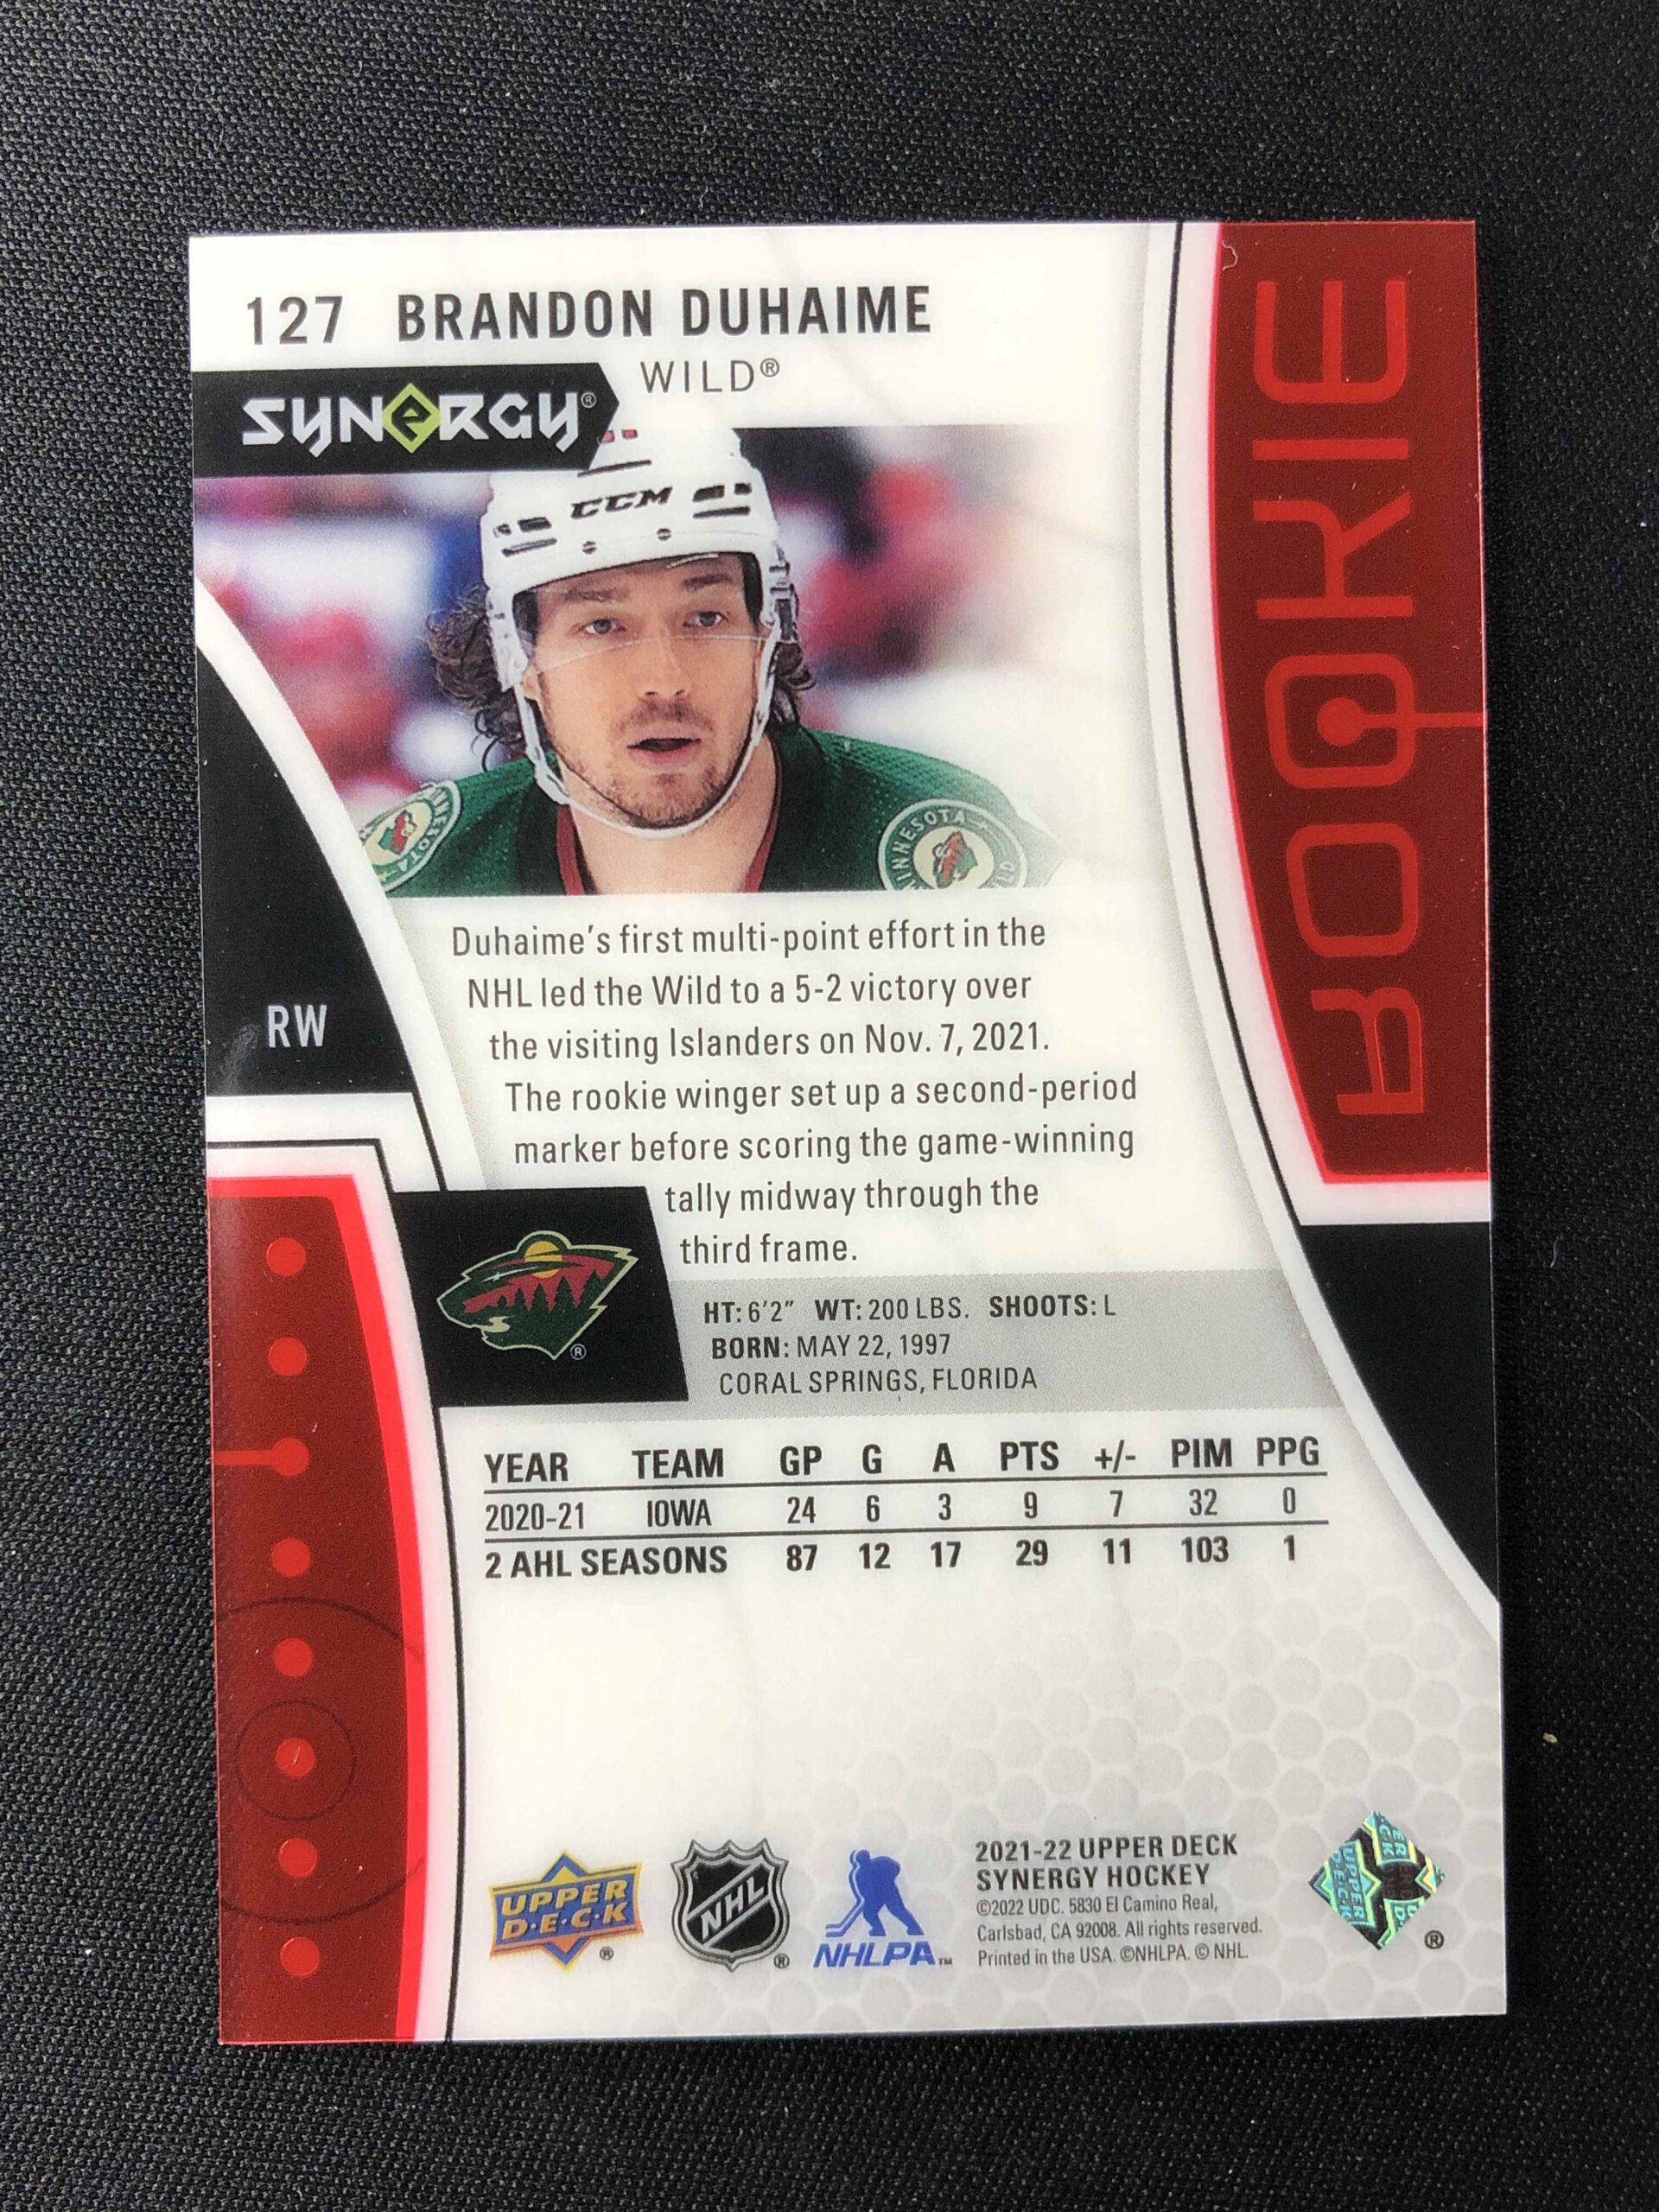 127 BRANDON DUHAIME
WILD®
SYNERGY®
CCM
MINNESOTA
MINNESOTA
ROOKIE
RW
Duhaime's first multi-point effort in the
NHL led the Wild to a 5-2 victory over
the visiting Islanders on Nov. 7, 2021.
The rookie winger set up a second-period
marker before scoring the game-winning
tally midway through the
third frame.
®
HT: 6'2" WT: 200 LBS. SHOOTS: L
BORN: MAY 22, 1997
CORAL SPRINGS, FLORIDA
YEAR TEAM GP G A PTS +/- PIM PPG
2020-21 IOWA 24 6 3 9 7 32 0
2 AHL SEASONS 87 12 17 29 11 103 1
UPPER
D·E·C·K
®
NHL
®
NHLPA™
2021-22 UPPER DECK
SYNERGY HOCKEY
©2022 UDC. 5830 El Camino Real,
Carlsbad, CA 92008. All rights reserved.
Printed in the USA. ©NHLPA. © NHL.
UPPER
DECK
®